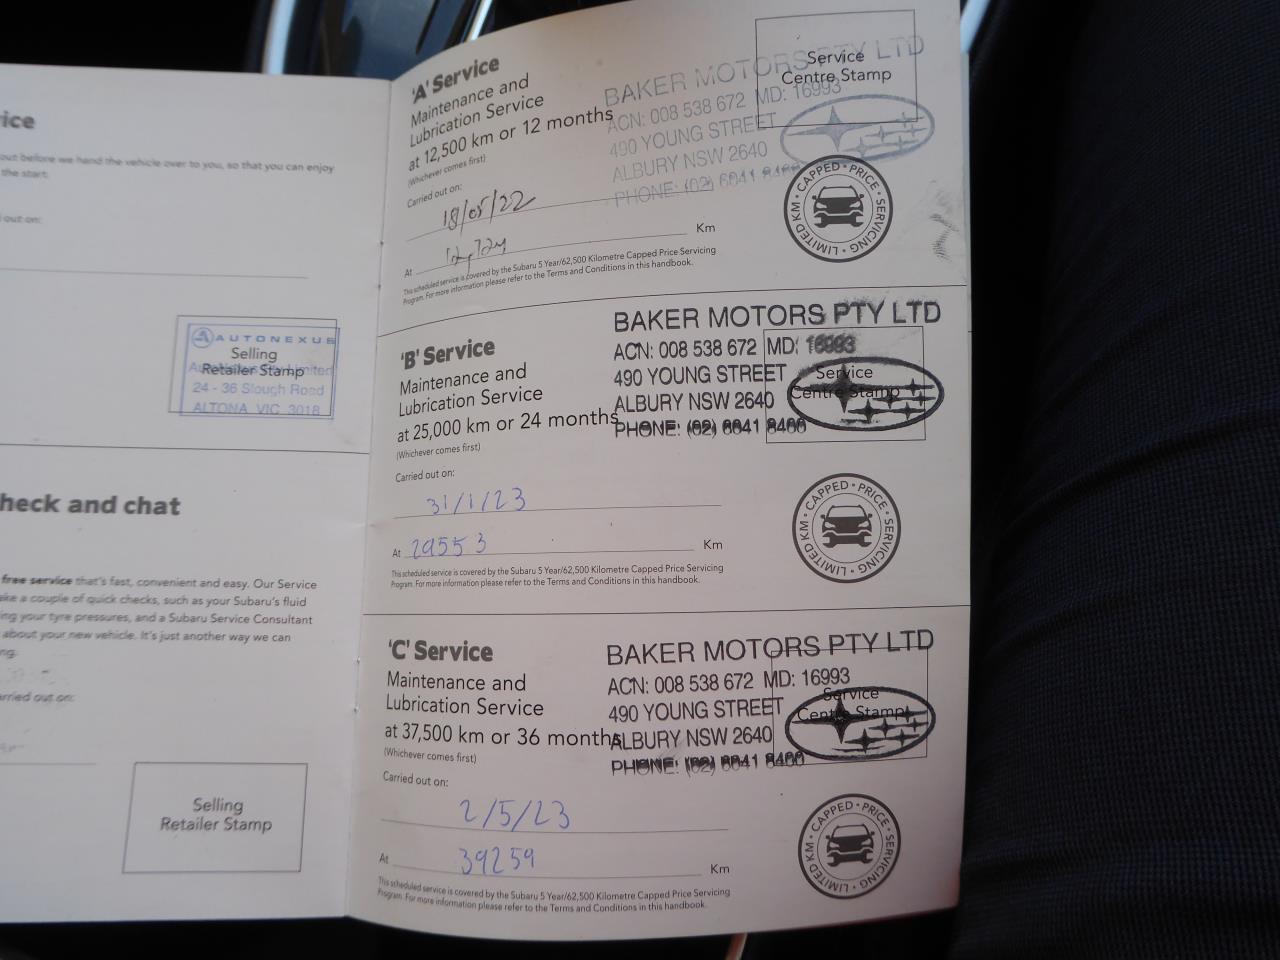 ice
out before we hand the vehicle over to you, so that you can enjoy
the start.
out on:
AUTONEXUS
Selling
Retailer Stamp
24 - 36 Slough Road
ALTONA VIC 3018
heck and chat
free service that's fast, convenient and easy. Our Service
ake a couple of quick checks, such as your Subaru's fluid
ing your tyre pressures, and a Subaru Service Consultant
about your new vehicle. It's just another way we can
ng.
arried out on:
Selling
Retailer Stamp
'A' Service
Maintenance and
Lubrication Service
at 12,500 km or 12 months
(Whichever comes first)
Carried out on:
18/05/22
At
Km
This scheduled service is covered by the Subaru 5 Year/62,500 Kilometre Capped Price Servicing
Program. For more information please refer to the Terms and Conditions in this handbook.
BAKER MOTORS PTY LTD
ACN: 008 538 672 MD: 16993
490 YOUNG STREET
ALBURY NSW 2640
PHONE: (02) 6041
Service
Centre Stamp
CAPPED • PRICE • SERVICING • LIMITED KM •
'B' Service
Maintenance and
Lubrication Service
at 25,000 km or 24 months
(Whichever comes first)
Carried out on:
31/1/23
At 29553 Km
This scheduled service is covered by the Subaru 5 Year/62,500 Kilometre Capped Price Servicing
Program. For more information please refer to the Terms and Conditions in this handbook.
BAKER MOTORS PTY LTD
ACN: 008 538 672 MD: 16993
490 YOUNG STREET
ALBURY NSW 2640
PHONE: (02) 6041
Service
Centre Stamp
CAPPED • PRICE • SERVICING • LIMITED KM •
'C' Service
Maintenance and
Lubrication Service
at 37,500 km or 36 months
(Whichever comes first)
Carried out on:
2/5/23
At 39259 Km
This scheduled service is covered by the Subaru 5 Year/62,500 Kilometre Capped Price Servicing
Program. For more information please refer to the Terms and Conditions in this handbook.
BAKER MOTORS PTY LTD
ACN: 008 538 672 MD: 16993
490 YOUNG STREET
ALBURY NSW 2640
PHONE: (02) 6041
Service
Centre Stamp
CAPPED • PRICE • SERVICING • LIMITED KM •